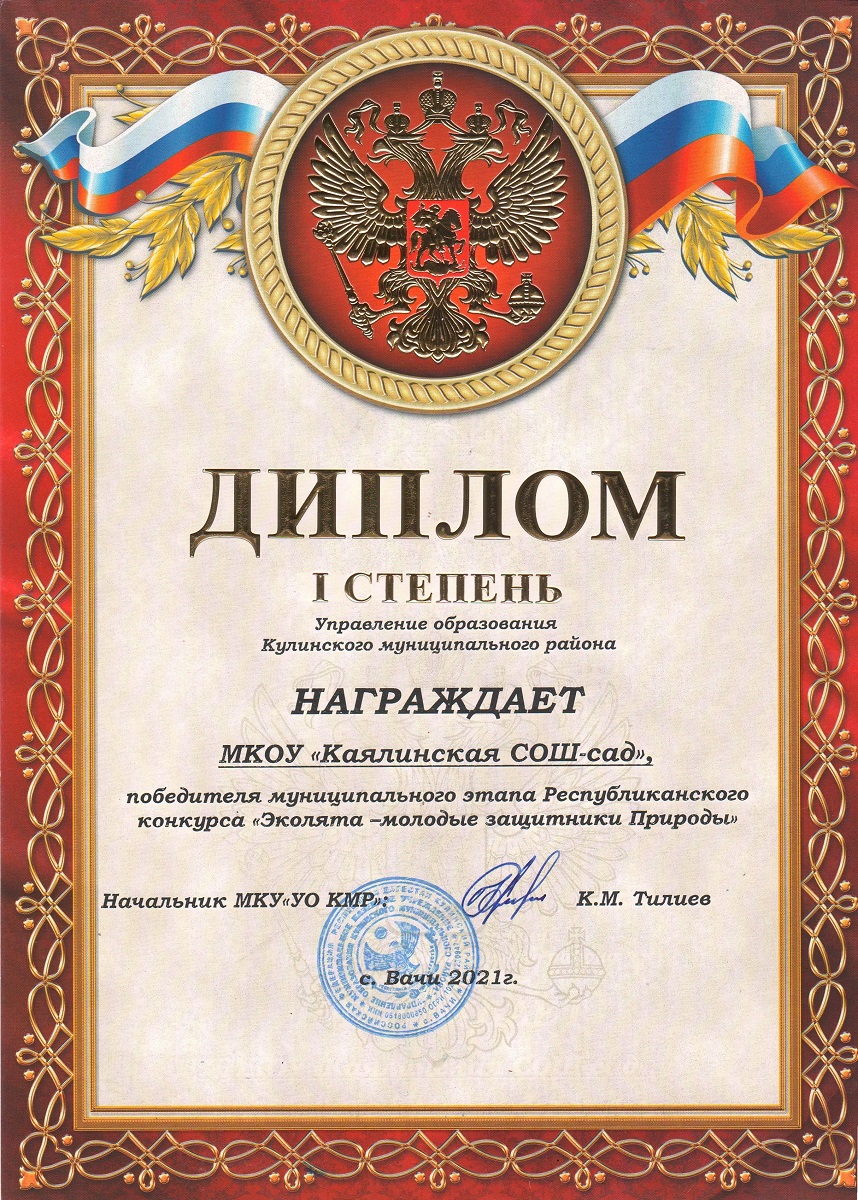 ДИПЛОМ
I СТЕПЕНЬ
Управление образования
Кулинского муниципального района
НАГРАЖДАЕТ
МКОУ «Каялинская СОШ-сад»,
победителя муниципального этапа Республиканского
конкурса «Эколята –молодые защитники Природы»
Начальник МКУ«УО КМР»: К.М. Тилиев
с. Вачи 2021г.